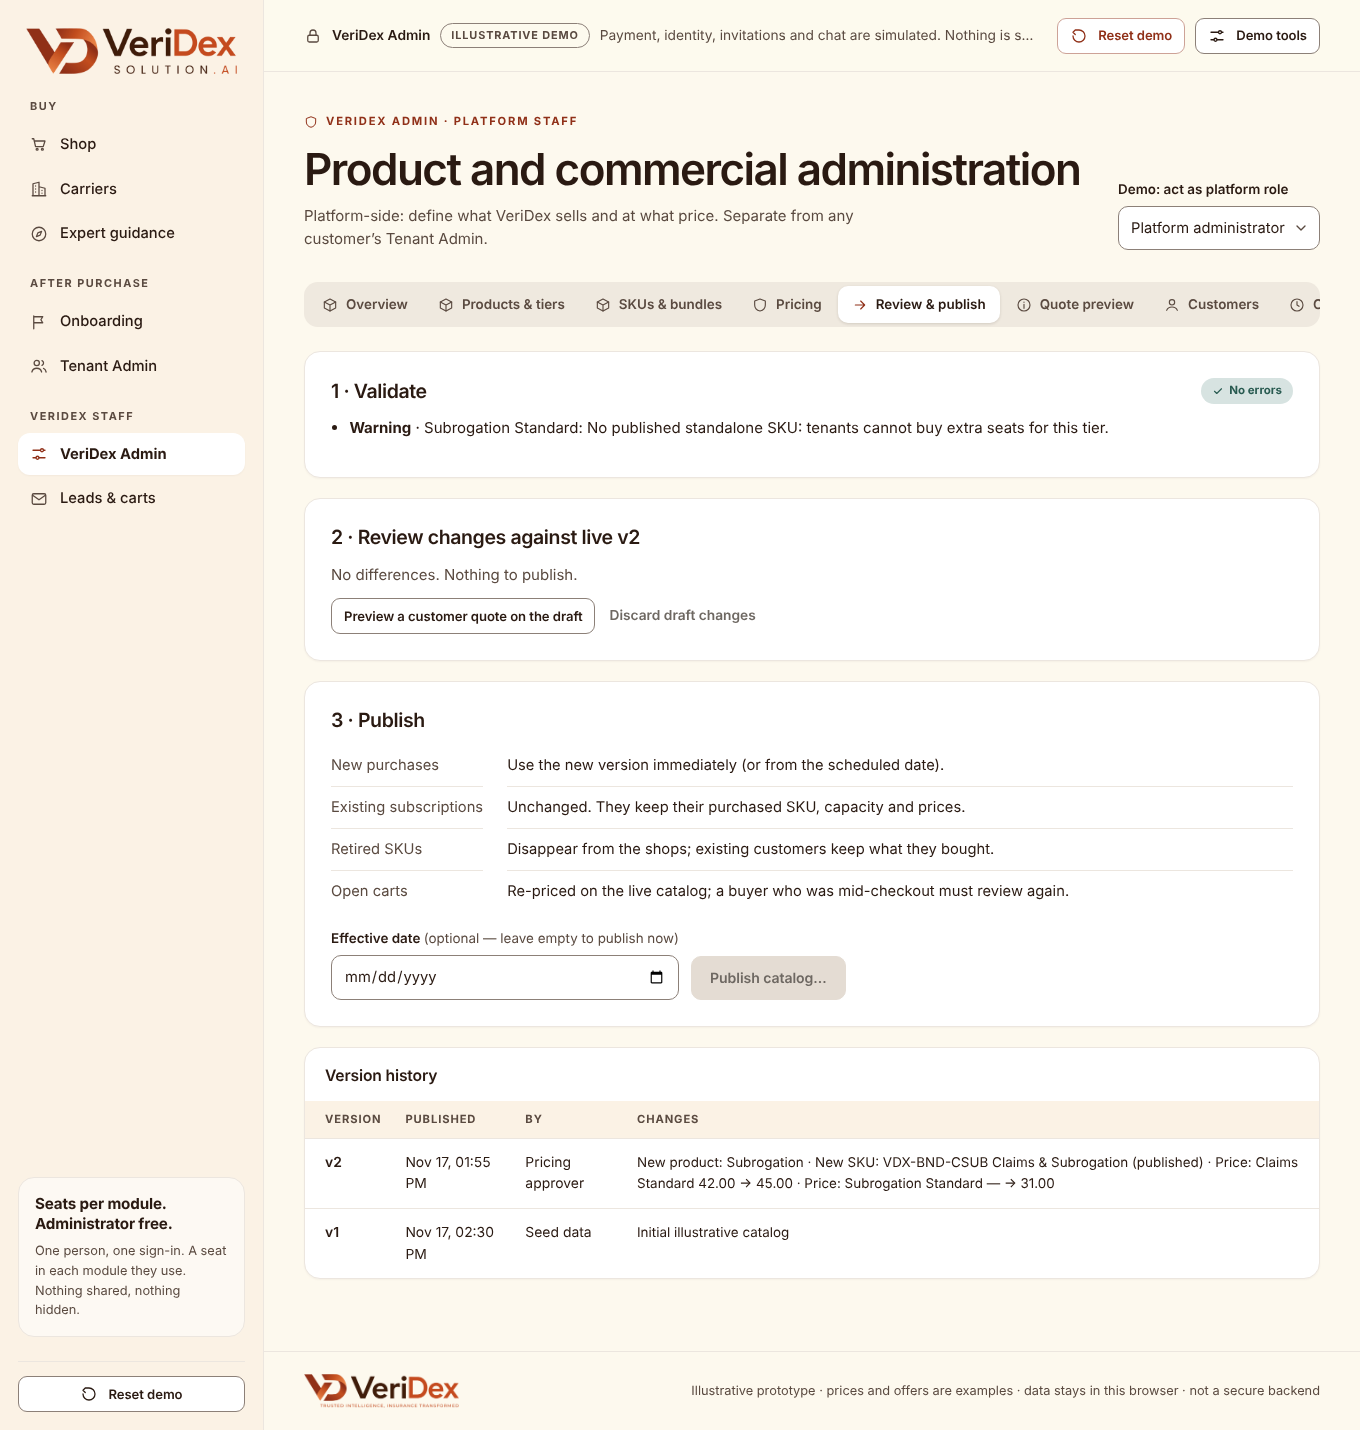 VeriDex
SOLUTION.AI
BUY
Shop
Carriers
Expert guidance
AFTER PURCHASE
Onboarding
Tenant Admin
VERIDEX STAFF
VeriDex Admin
Leads & carts
Seats per module.
Administrator free.
One person, one sign-in. A seat
in each module they use.
Nothing shared, nothing
hidden.
Reset demo
VeriDex Admin ILLUSTRATIVE DEMO Payment, identity, invitations and chat are simulated. Nothing is s... Reset demo Demo tools
VERIDEX ADMIN · PLATFORM STAFF
Product and commercial administration
Platform-side: define what VeriDex sells and at what price. Separate from any
customer's Tenant Admin.
Demo: act as platform role
Platform administrator
Overview Products & tiers SKUs & bundles Pricing Review & publish Quote preview Customers
1 · Validate
No errors
• Warning · Subrogation Standard: No published standalone SKU: tenants cannot buy extra seats for this tier.
2 · Review changes against live v2
No differences. Nothing to publish.
Preview a customer quote on the draft Discard draft changes
3 · Publish
New purchases Use the new version immediately (or from the scheduled date).
Existing subscriptions Unchanged. They keep their purchased SKU, capacity and prices.
Retired SKUs Disappear from the shops; existing customers keep what they bought.
Open carts Re-priced on the live catalog; a buyer who was mid-checkout must review again.
Effective date (optional — leave empty to publish now)
mm/dd/yyyy Publish catalog...
Version history
VERSION PUBLISHED BY CHANGES
v2 Nov 17, 01:55 PM Pricing approver New product: Subrogation · New SKU: VDX-BND-CSUB Claims & Subrogation (published) · Price: Claims
Standard 42.00 → 45.00 · Price: Subrogation Standard — → 31.00
v1 Nov 17, 02:30 PM Seed data Initial illustrative catalog
VeriDex
TRUSTED INTELLIGENCE, INSURANCE TRANSFORMED
Illustrative prototype · prices and offers are examples · data stays in this browser · not a secure backend